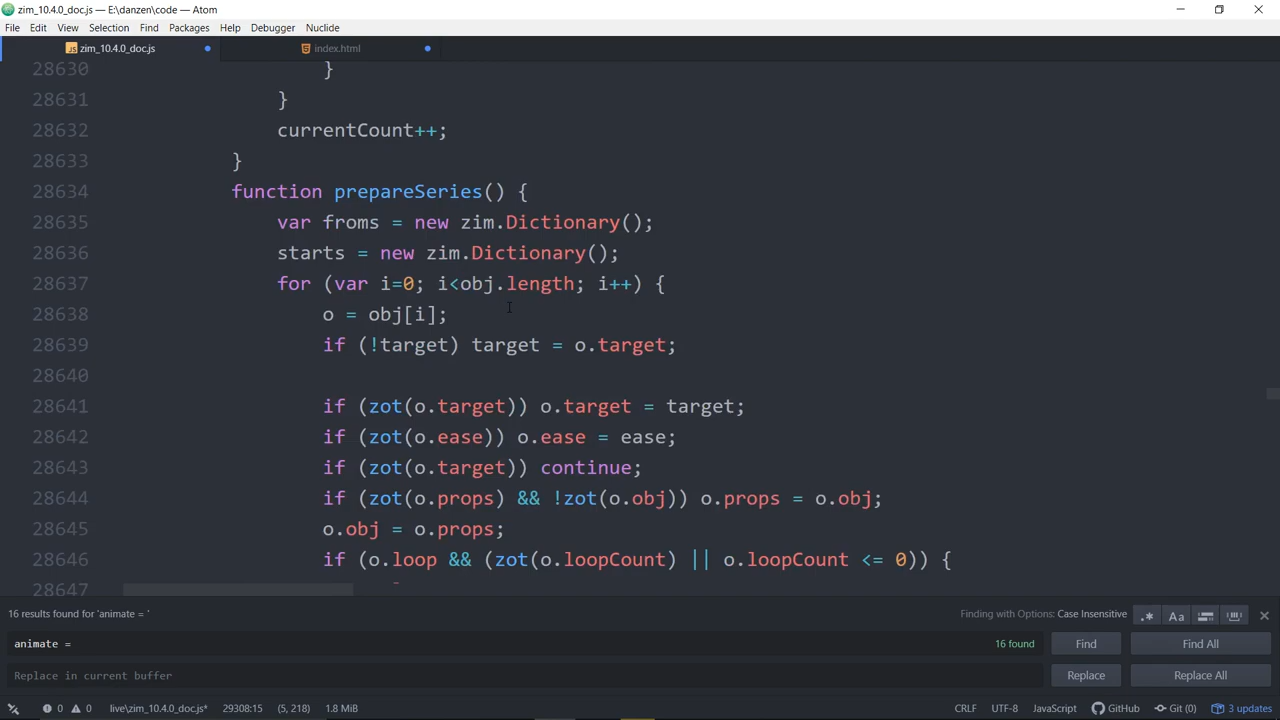 zim_10.4.0_doc.js — E:\danzen\code — Atom
File Edit View Selection Find Packages Help Debugger Nuclide
zim_10.4.0_doc.js index.html
28630 }
28631 }
28632 currentCount++;
28633 }
28634 function prepareSeries() {
28635 var froms = new zim.Dictionary();
28636 starts = new zim.Dictionary();
28637 for (var i=0; i<obj.length; i++) {
28638 o = obj[i];
28639 if (!target) target = o.target;
28640
28641 if (zot(o.target)) o.target = target;
28642 if (zot(o.ease)) o.ease = ease;
28643 if (zot(o.target)) continue;
28644 if (zot(o.props) && !zot(o.obj)) o.props = o.obj;
28645 o.obj = o.props;
28646 if (o.loop && (zot(o.loopCount) || o.loopCount <= 0)) {
28647
16 results found for 'animate = ' Finding with Options: Case Insensitive .* Aa
animate = 16 found Find Find All
Replace in current buffer Replace Replace All
0 0 live\zim_10.4.0_doc.js* 29308:15 (5, 218) 1.8 MiB CRLF UTF-8 JavaScript GitHub Git (0) 3 updates